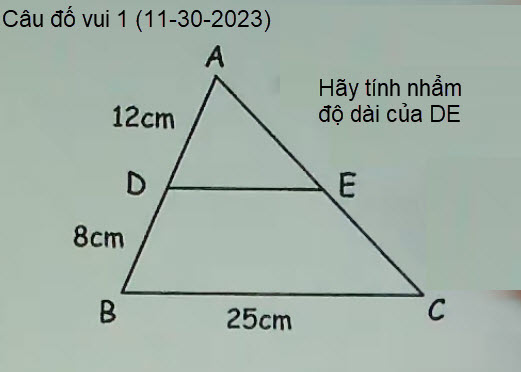 Câu đố vui 1 (11-30-2023)
A
Hãy tính nhẩm
độ dài của DE
12cm
D
E
8cm
B
25cm
C